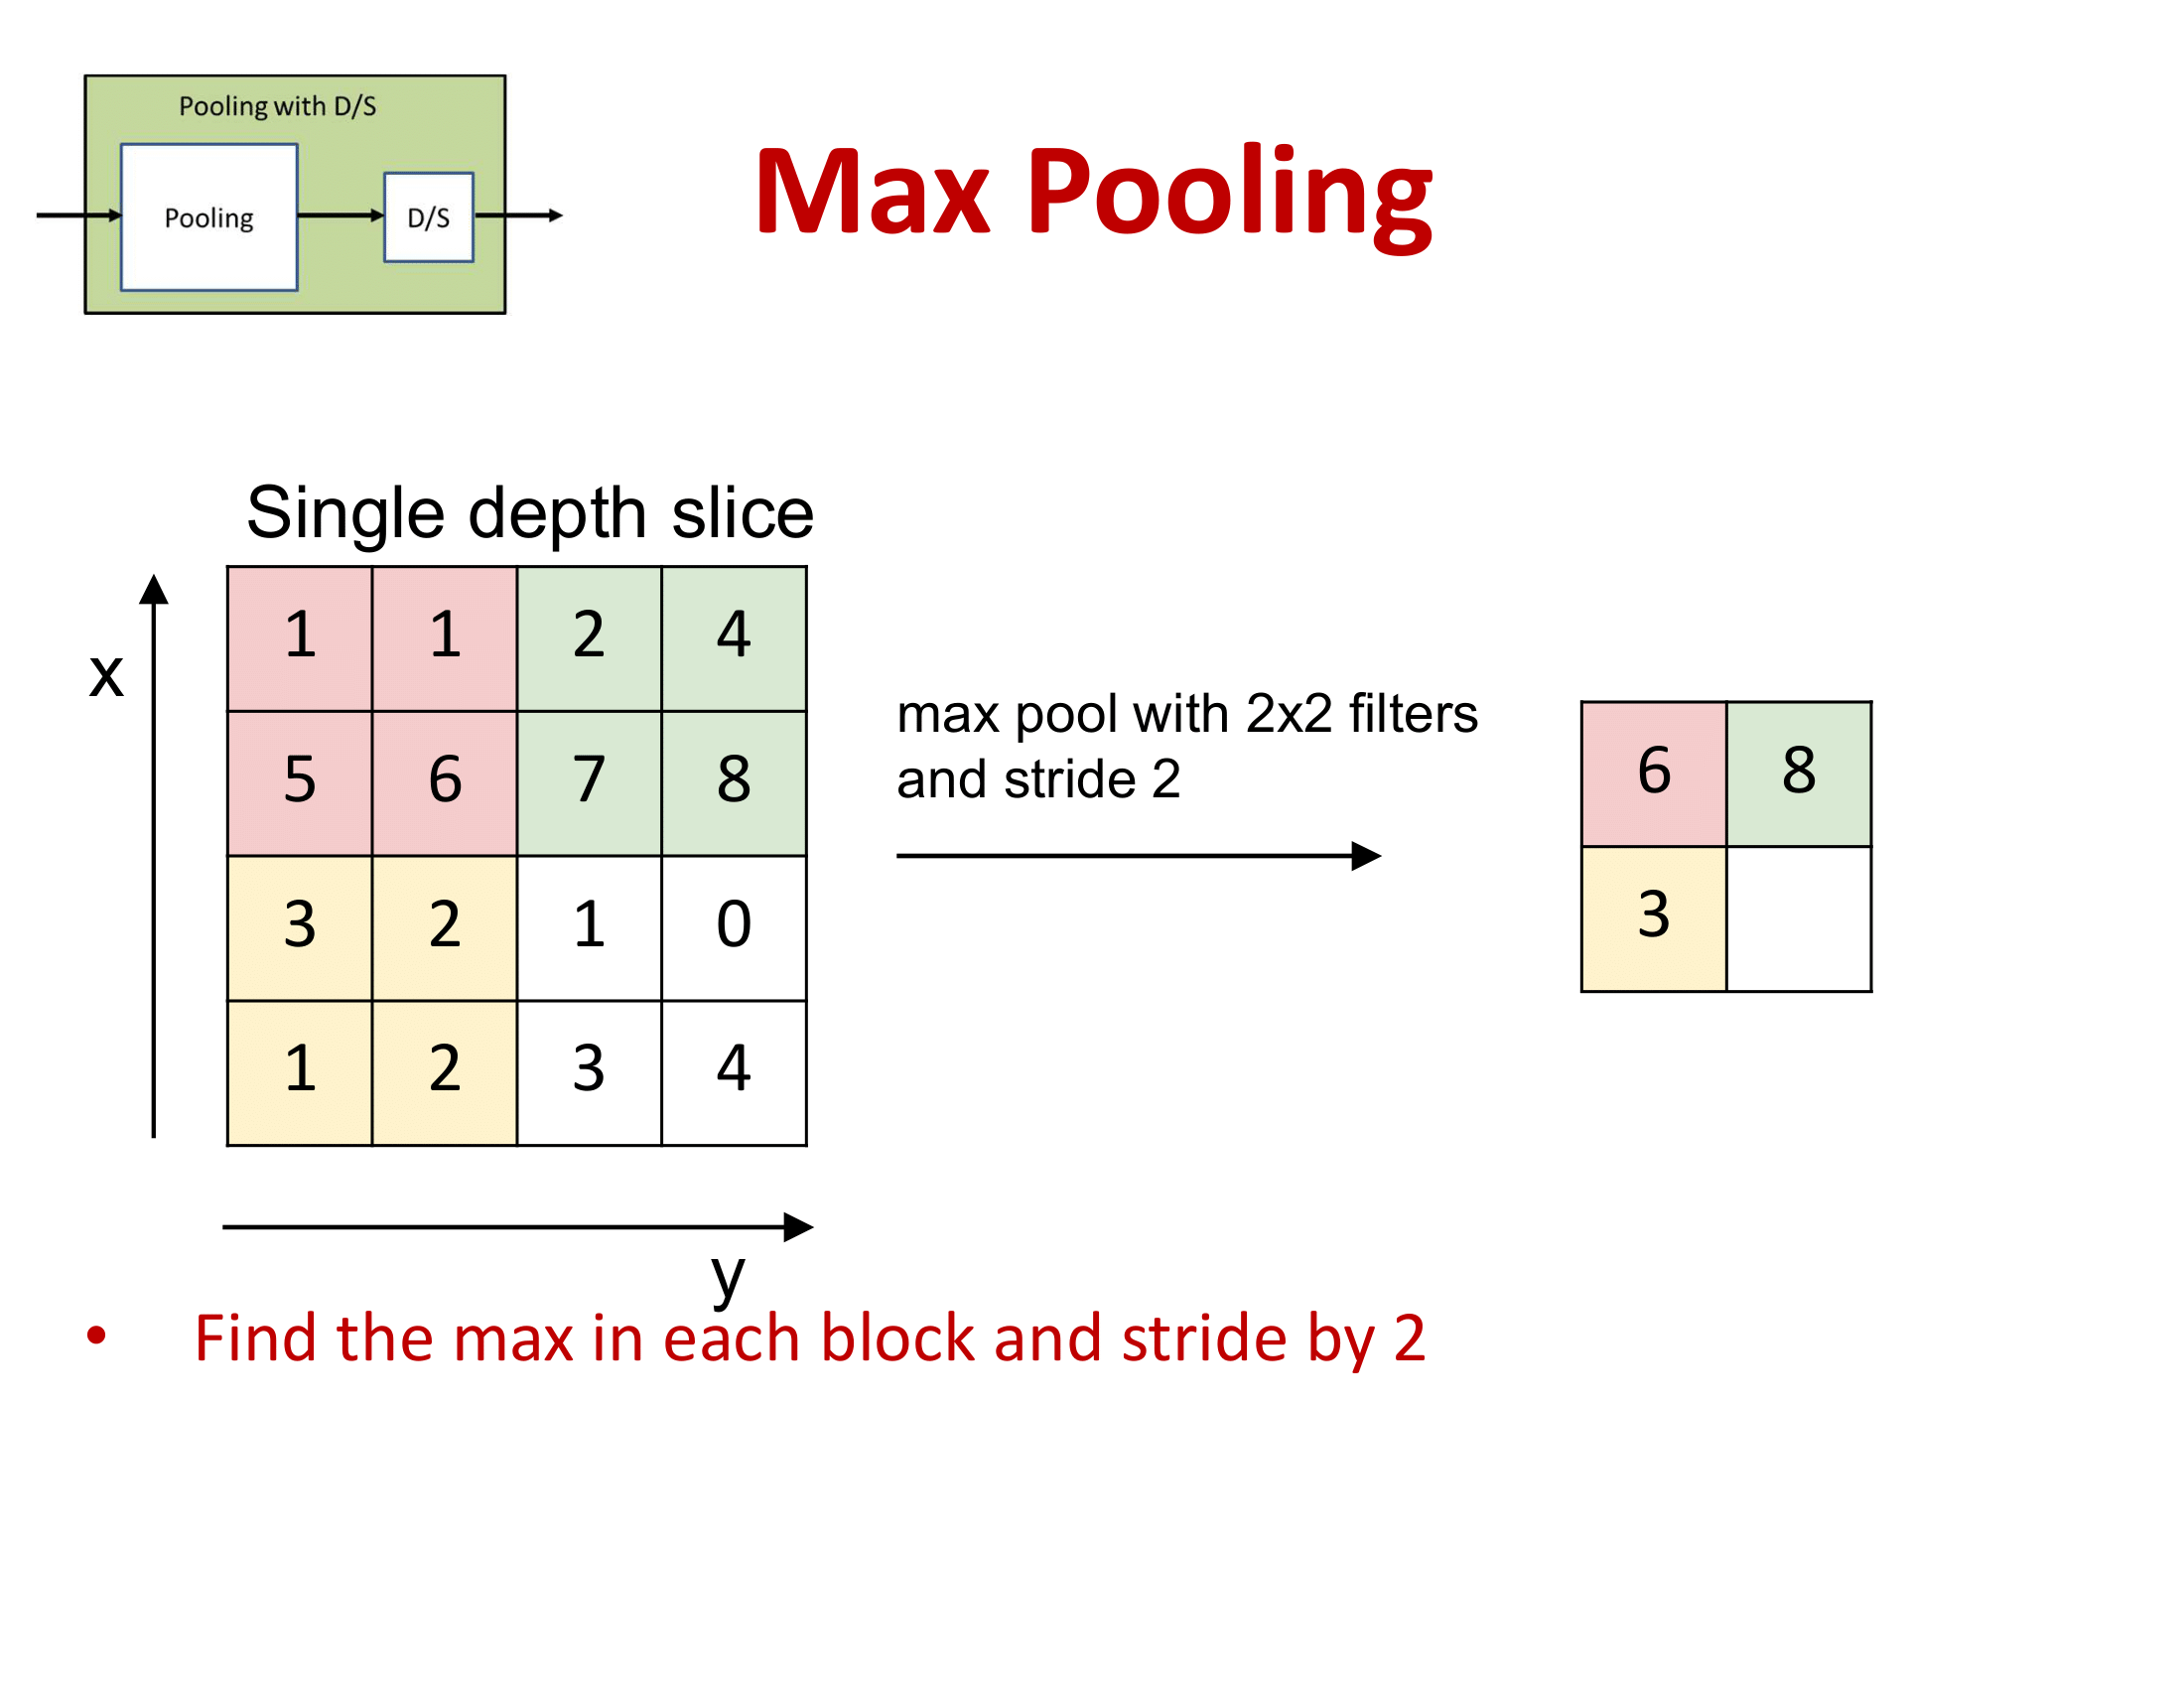 Pooling with D/S
Pooling
D/S
Max Pooling
Single depth slice
x
1 1 2 4
5 6 7 8
3 2 1 0
1 2 3 4
y
max pool with 2x2 filters
and stride 2
6 8
3
• Find the max in each block and stride by 2